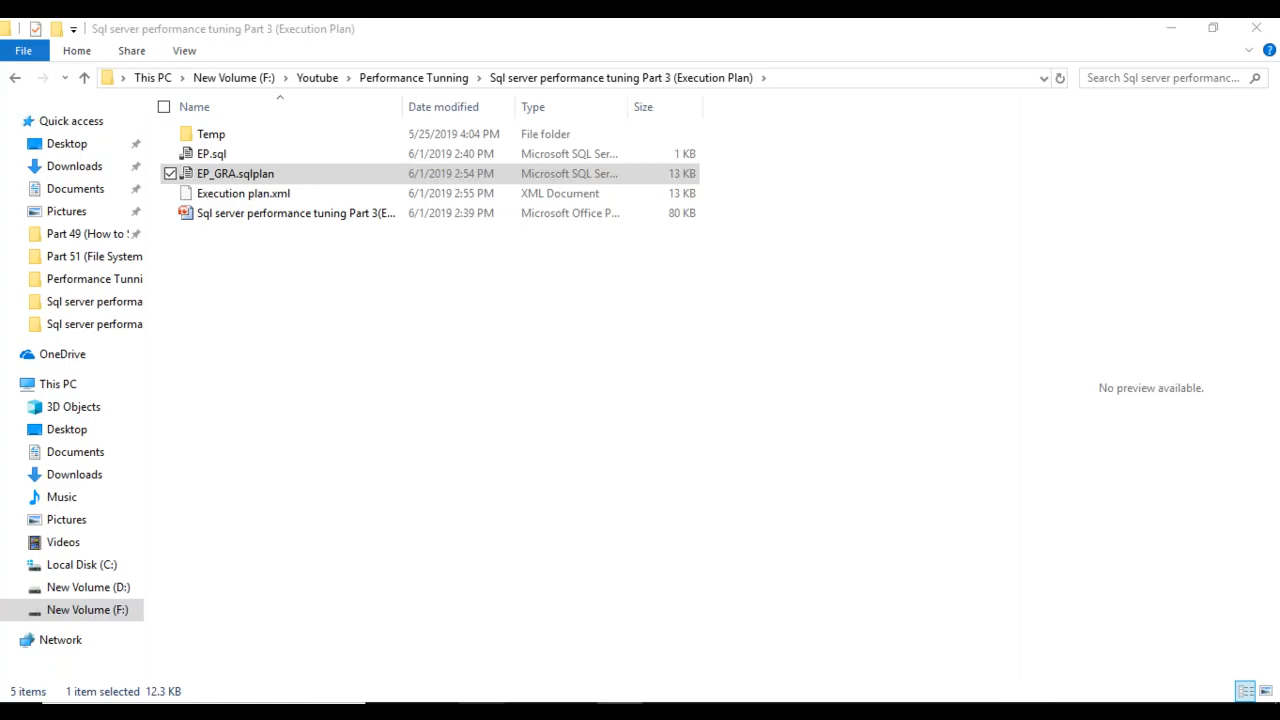 Sql server performance tuning Part 3 (Execution Plan)
File Home Share View
This PC New Volume (F:) Youtube Performance Tunning Sql server performance tuning Part 3 (Execution Plan) Search Sql server performanc...
Name Date modified Type Size
Quick access
Desktop
Downloads
Documents
Pictures
Part 49 (How to S
Part 51 (File System
Performance Tunni
Sql server performa
Sql server performa
OneDrive
This PC
3D Objects
Desktop
Documents
Downloads
Music
Pictures
Videos
Local Disk (C:)
New Volume (D:)
New Volume (F:)
Network
Temp 5/25/2019 4:04 PM File folder
EP.sql 6/1/2019 2:40 PM Microsoft SQL Ser... 1 KB
EP_GRA.sqlplan 6/1/2019 2:54 PM Microsoft SQL Ser... 13 KB
Execution plan.xml 6/1/2019 2:55 PM XML Document 13 KB
Sql server performance tuning Part 3(E... 6/1/2019 2:39 PM Microsoft Office P... 80 KB
No preview available.
5 items 1 item selected 12.3 KB